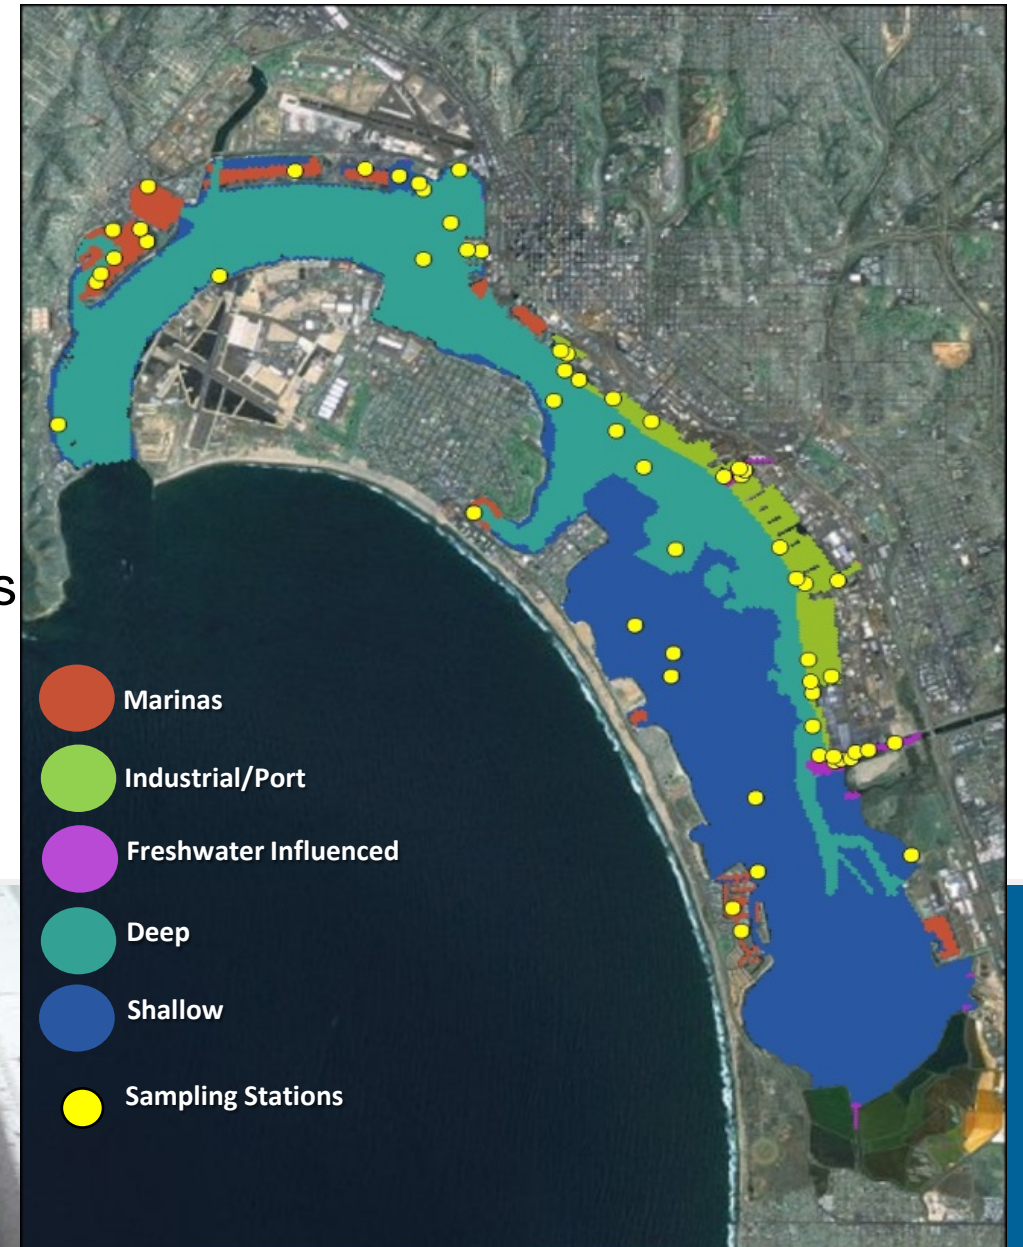 s
Marinas
Industrial/Port
Freshwater Influenced
Deep
Shallow
Sampling Stations